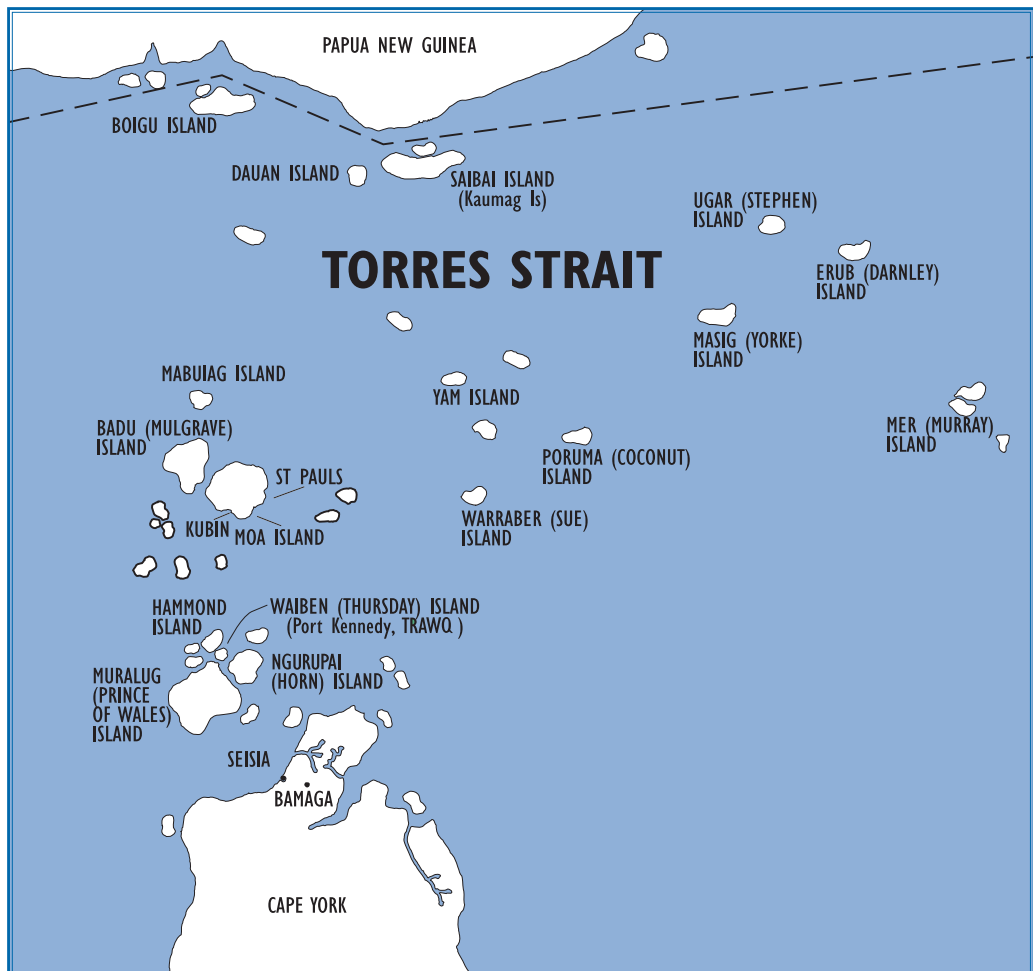 PAPUA NEW GUINEA
BOIGU ISLAND
DAUAN ISLAND
SAIBAI ISLAND
(Kaumag Is)
UGAR (STEPHEN)
ISLAND
TORRES STRAIT
ERUB (DARNLEY)
ISLAND
MASIG (YORKE)
ISLAND
MABUIAG ISLAND
YAM ISLAND
BADU (MULGRAVE)
ISLAND
MER (MURRAY)
ISLAND
PORUMA (COCONUT)
ISLAND
ST PAULS
KUBIN
MOA ISLAND
WARRABER (SUE)
ISLAND
HAMMOND
ISLAND
WAIBEN (THURSDAY) ISLAND
(Port Kennedy, TRAWQ )
NGURUPAI
(HORN) ISLAND
MURALUG
(PRINCE
OF WALES)
ISLAND
SEISIA
BAMAGA
CAPE YORK